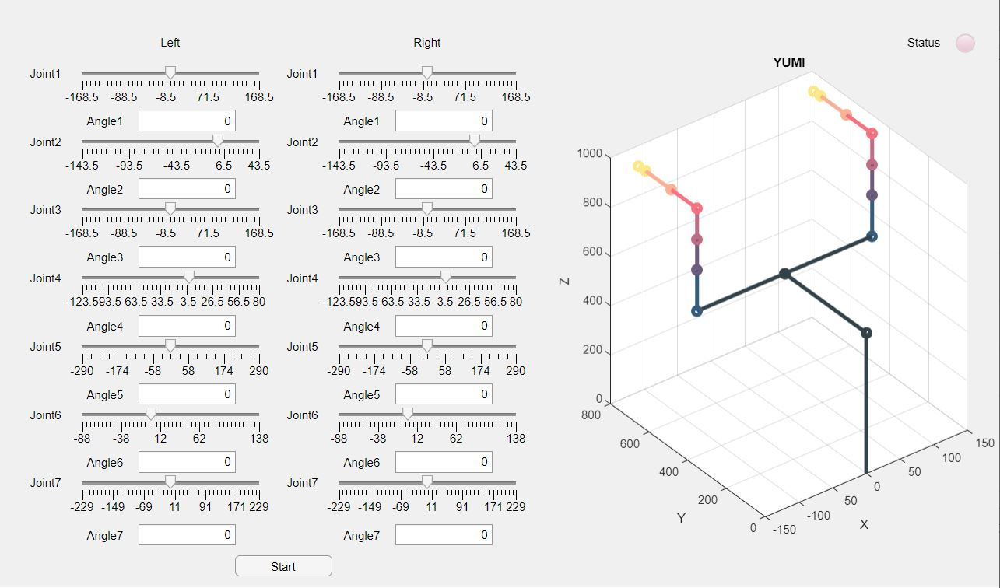 Left Right Status
YUMI
Joint1 Joint1
-168.5 -88.5 -8.5 71.5 168.5 -168.5 -88.5 -8.5 71.5 168.5
Angle1 0 Angle1 0
Joint2 Joint2
-143.5 -93.5 -43.5 6.5 43.5 -143.5 -93.5 -43.5 6.5 43.5
Angle2 0 Angle2 0
Joint3 Joint3
-168.5 -88.5 -8.5 71.5 168.5 -168.5 -88.5 -8.5 71.5 168.5
Angle3 0 Angle3 0
Joint4 Joint4
-123.593.5-63.5-33.5 -3.5 26.5 56.5 80 -123.593.5-63.5-33.5 -3.5 26.5 56.5 80
Angle4 0 Angle4 0
Joint5 Joint5
-290 -174 -58 58 174 290 -290 -174 -58 58 174 290
Angle5 0 Angle5 0
Joint6 Joint6
-88 -38 12 62 138 -88 -38 12 62 138
Angle6 0 Angle6 0
Joint7 Joint7
-229 -149 -69 11 91 171 229 -229 -149 -69 11 91 171 229
Angle7 0 Angle7 0
Start
1000
800
600
400
200
0
Z
800
600
400
200
0
Y
-150
-100
-50
0
50
100
150
X